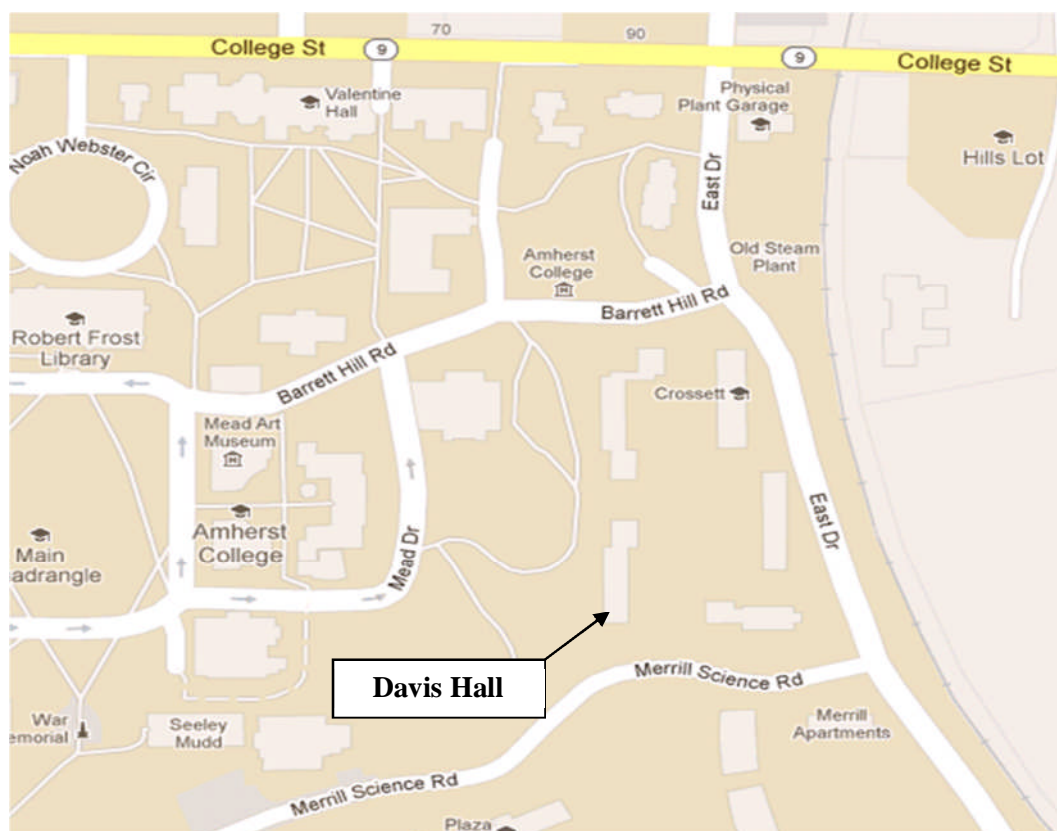 70
90
College St
9
9
College St
Valentine
Hall
Physical
Plant Garage
Hills Lot
Noah Webster Cir
East Dr
Amherst
College
Old Steam
Plant
Robert Frost
Library
Barrett Hill Rd
Barrett Hill Rd
Crossett
Mead Art
Museum
Amherst
College
Main
adrangle
Mead Dr
East Dr
Davis Hall
Merrill Science Rd
War
emorial
Seeley
Mudd
Merrill
Apartments
Merrill Science Rd
Plaza